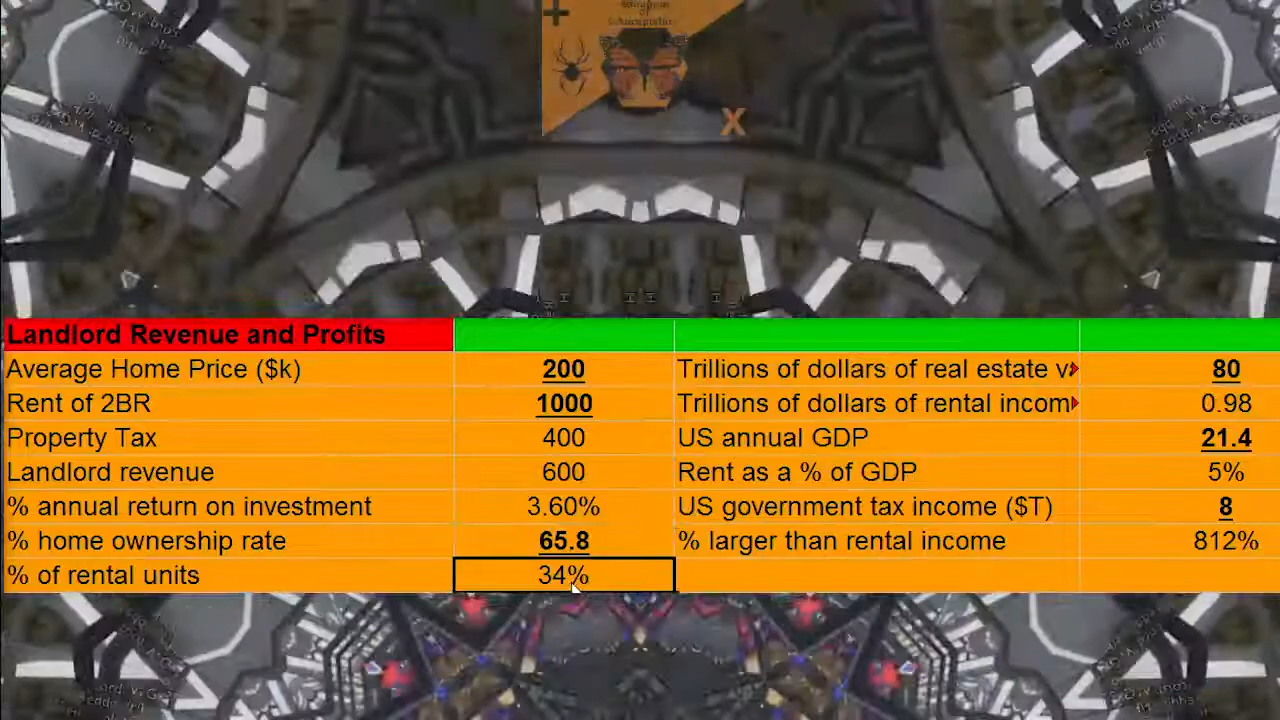 X
Landlord Revenue and Profits
Average Home Price ($k) 200 Trillions of dollars of real estate v 80
Rent of 2BR 1000 Trillions of dollars of rental incom 0.98
Property Tax 400 US annual GDP 21.4
Landlord revenue 600 Rent as a % of GDP 5%
% annual return on investment 3.60% US government tax income ($T) 8
% home ownership rate 65.8 % larger than rental income 812%
% of rental units 34%